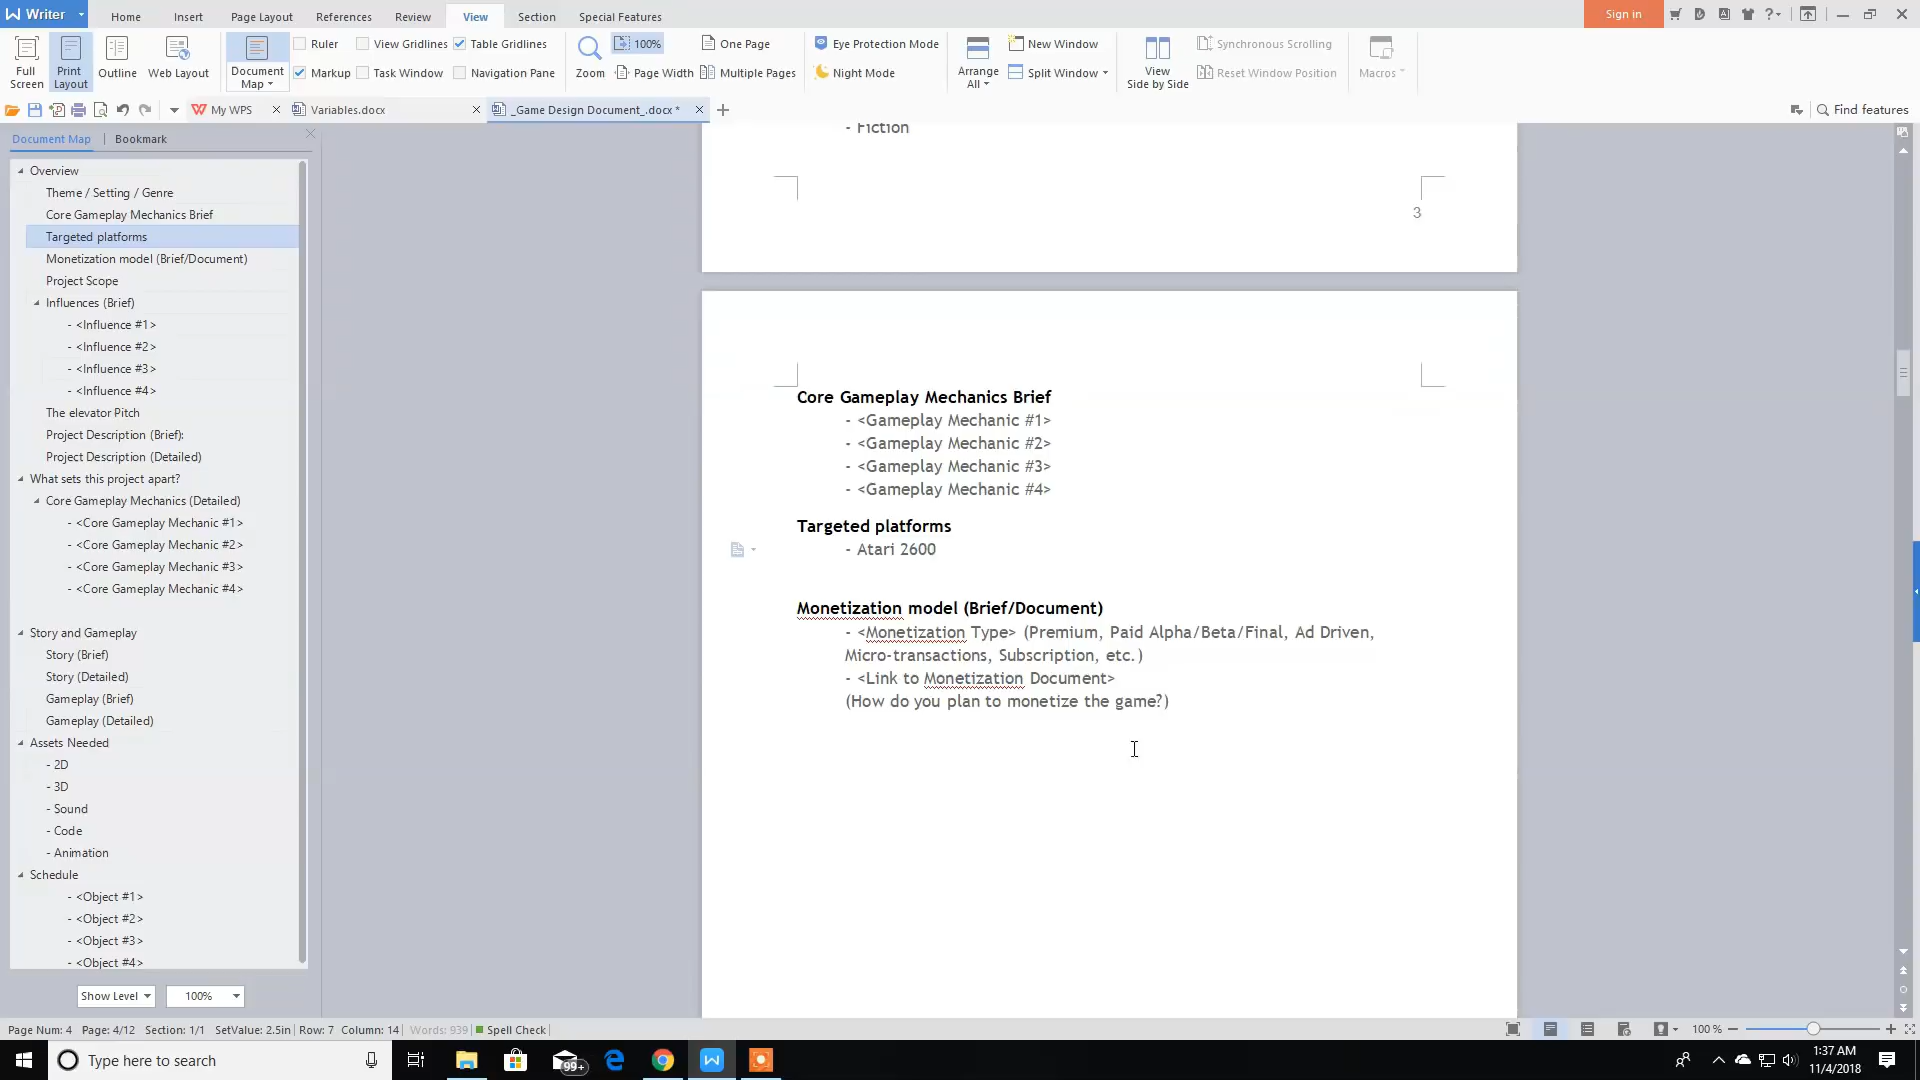 Writer
Home Insert Page Layout References Review View Section Special Features
Sign in
Full Screen
Print Layout
Outline
Web Layout
Document Map
Ruler View Gridlines Table Gridlines
Markup Task Window Navigation Pane
Zoom
100% One Page
Page Width Multiple Pages
Eye Protection Mode
Night Mode
Arrange All
New Window
Split Window
View Side by Side
Synchronous Scrolling
Reset Window Position
Macros
My WPS Variables.docx _Game Design Document_.docx *
Find features
Document Map Bookmark
Overview
Theme / Setting / Genre
Core Gameplay Mechanics Brief
Targeted platforms
Monetization model (Brief/Document)
Project Scope
Influences (Brief)
- <Influence #1>
- <Influence #2>
- <Influence #3>
- <Influence #4>
The elevator Pitch
Project Description (Brief):
Project Description (Detailed)
What sets this project apart?
Core Gameplay Mechanics (Detailed)
- <Core Gameplay Mechanic #1>
- <Core Gameplay Mechanic #2>
- <Core Gameplay Mechanic #3>
- <Core Gameplay Mechanic #4>
Story and Gameplay
Story (Brief)
Story (Detailed)
Gameplay (Brief)
Gameplay (Detailed)
Assets Needed
- 2D
- 3D
- Sound
- Code
- Animation
Schedule
- <Object #1>
- <Object #2>
- <Object #3>
- <Object #4>
Show Level 100%
- Fiction
3
Core Gameplay Mechanics Brief
- <Gameplay Mechanic #1>
- <Gameplay Mechanic #2>
- <Gameplay Mechanic #3>
- <Gameplay Mechanic #4>
Targeted platforms
- Atari 2600
Monetization model (Brief/Document)
- <Monetization Type> (Premium, Paid Alpha/Beta/Final, Ad Driven,
Micro-transactions, Subscription, etc.)
- <Link to Monetization Document>
(How do you plan to monetize the game?)
Page Num: 4 Page: 4/12 Section: 1/1 SetValue: 2.5in Row: 7 Column: 14 Words: 939 Spell Check
100 %
Type here to search
99+
1:37 AM
11/4/2018